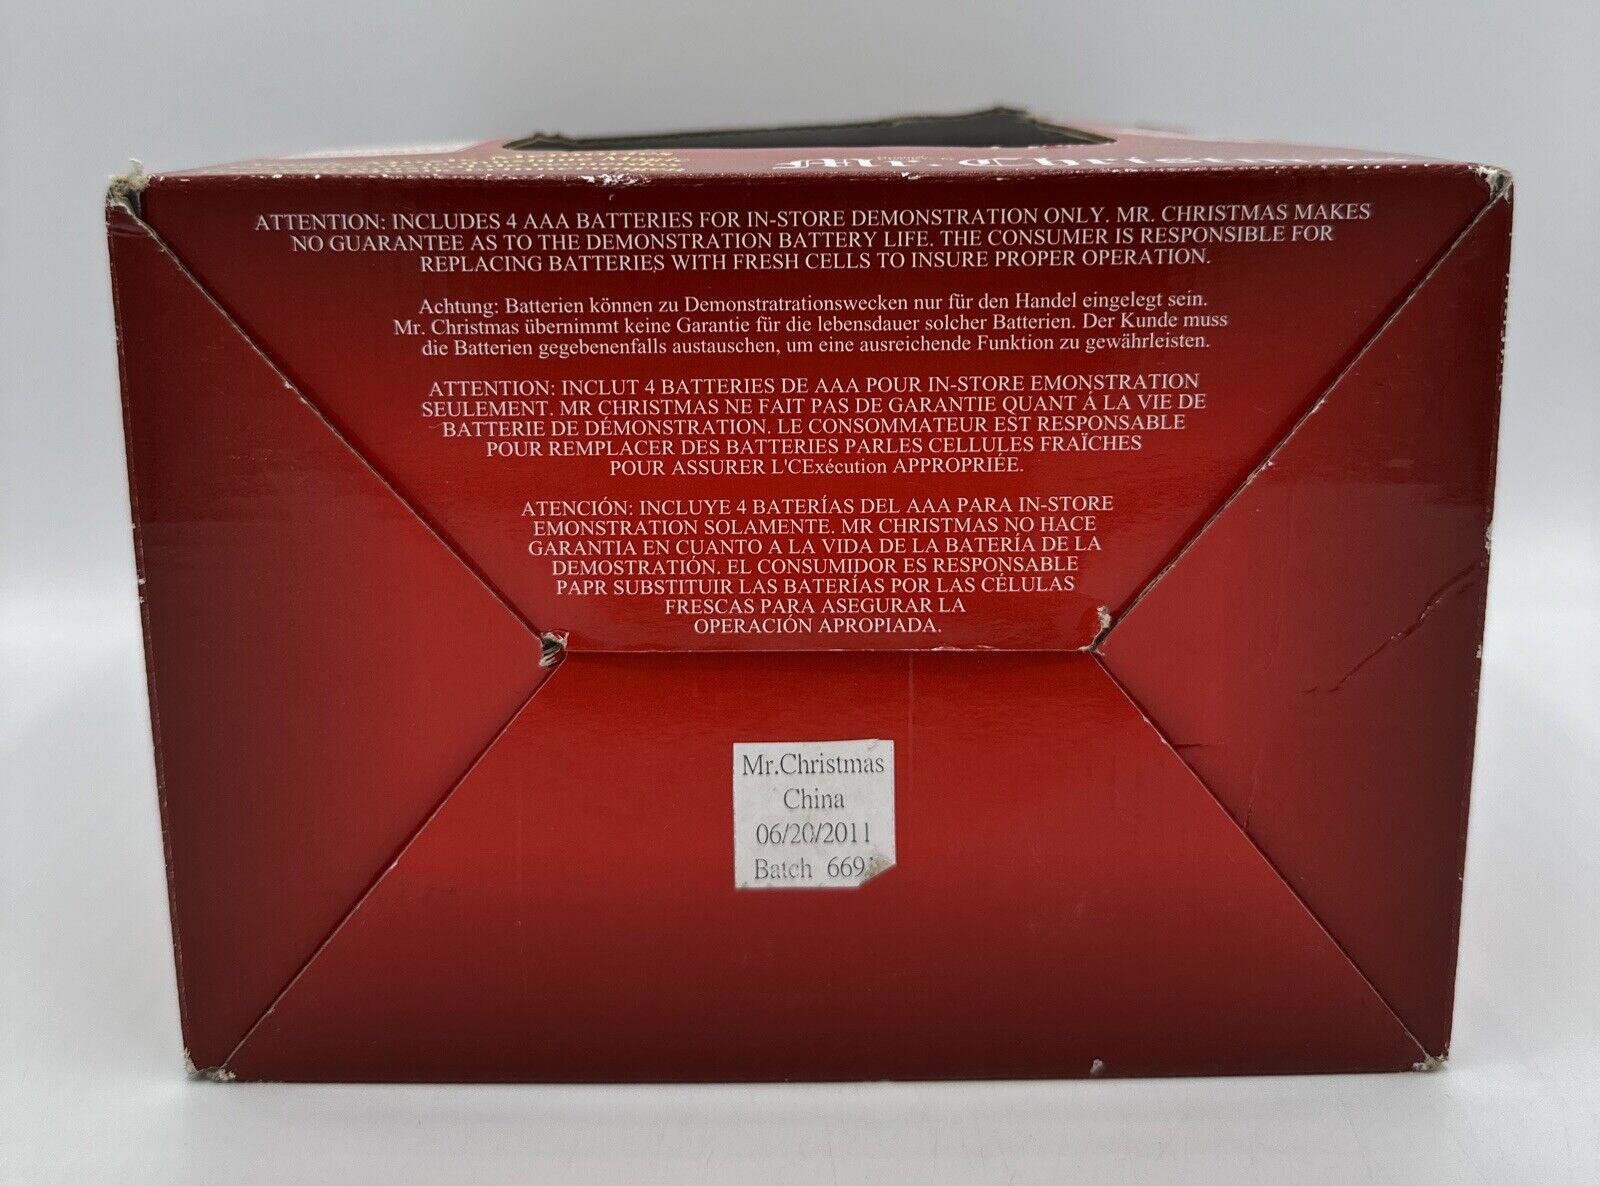 Mr. Christmas
ATTENTION: INCLUDES 4 AAA BATTERIES FOR IN-STORE DEMONSTRATION ONLY. MR. CHRISTMAS MAKES
NO GUARANTEE AS TO THE DEMONSTRATION BATTERY LIFE. THE CONSUMER IS RESPONSIBLE FOR
REPLACING BATTERIES WITH FRESH CELLS TO INSURE PROPER OPERATION.
Achtung: Batterien können zu Demonstratrationswecken nur für den Handel eingelegt sein.
Mr. Christmas übernimmt keine Garantie für die lebensdauer solcher Batterien. Der Kunde muss
die Batterien gegebenenfalls austauschen, um eine ausreichende Funktion zu gewährleisten.
ATTENTION: INCLUT 4 BATTERIES DE AAA POUR IN-STORE EMONSTRATION
SEULEMENT. MR CHRISTMAS NE FAIT PAS DE GARANTIE QUANT Á LA VIE DE
BATTERIE DE DÉMONSTRATION. LE CONSOMMATEUR EST RESPONSABLE
POUR REMPLACER DES BATTERIES PARLES CELLULES FRAÏCHES
POUR ASSURER L'CExécution APPROPRIÉE.
ATENCIÓN: INCLUYE 4 BATERÍAS DEL AAA PARA IN-STORE
EMONSTRATION SOLAMENTE. MR CHRISTMAS NO HACE
GARANTIA EN CUANTO A LA VIDA DE LA BATERÍA DE LA
DEMOSTRATIÓN. EL CONSUMIDOR ES RESPONSABLE
PAPR SUBSTITUIR LAS BATERÍAS POR LAS CÉLULAS
FRESCAS PARA ASEGURAR LA
OPERACIÓN APROPIADA.
Mr.Christmas
China
06/20/2011
Batch 669